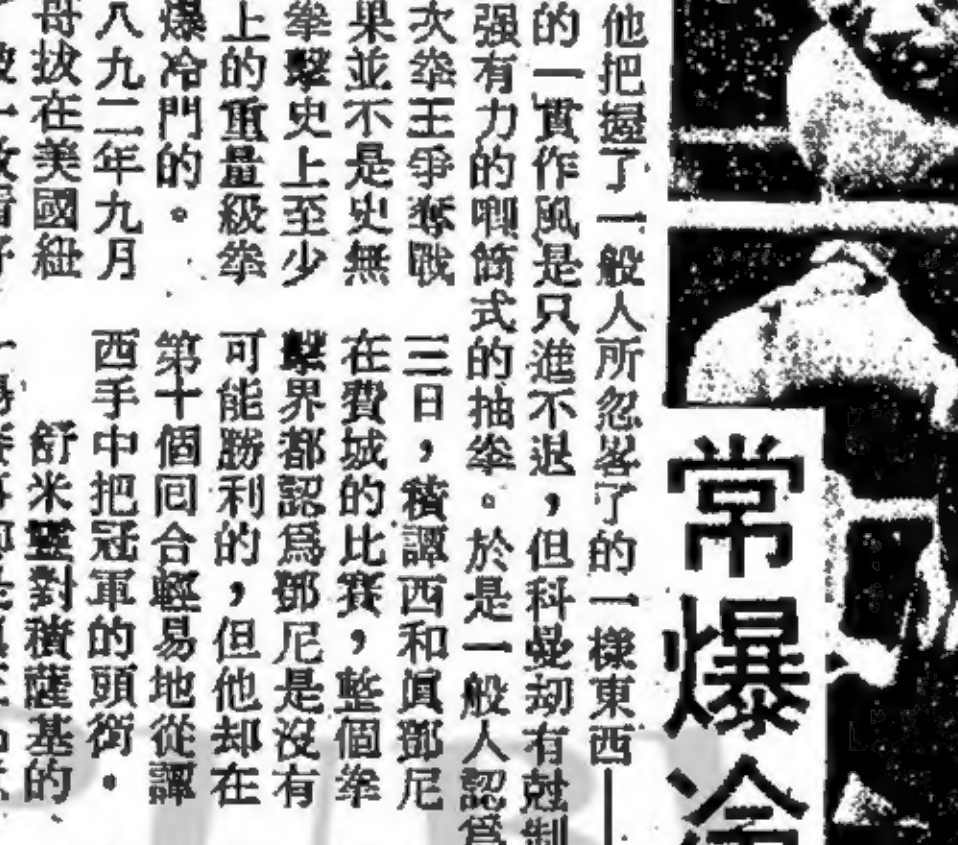 常爆冷
他把握了一般人所忽畧了的一樣東西——
的一貫作風是只進不退，但科曼刧有尅制
强有力的唧筒式的抽拳。於是一般人認爲
次拳王爭奪戰
果並不是史無
拳擊史上至少
上的重量級拳
爆冷門的。
八九二年九月
哥拔在美國紐
三日，積譚西和眞鄧尼
在費城的比賽，整個拳
擊界都認爲鄧尼是沒有
可能勝利的，但他却在
第十個囘合輕易地從譚
西手中把冠軍的頭銜。
舒米靈對積薩基的